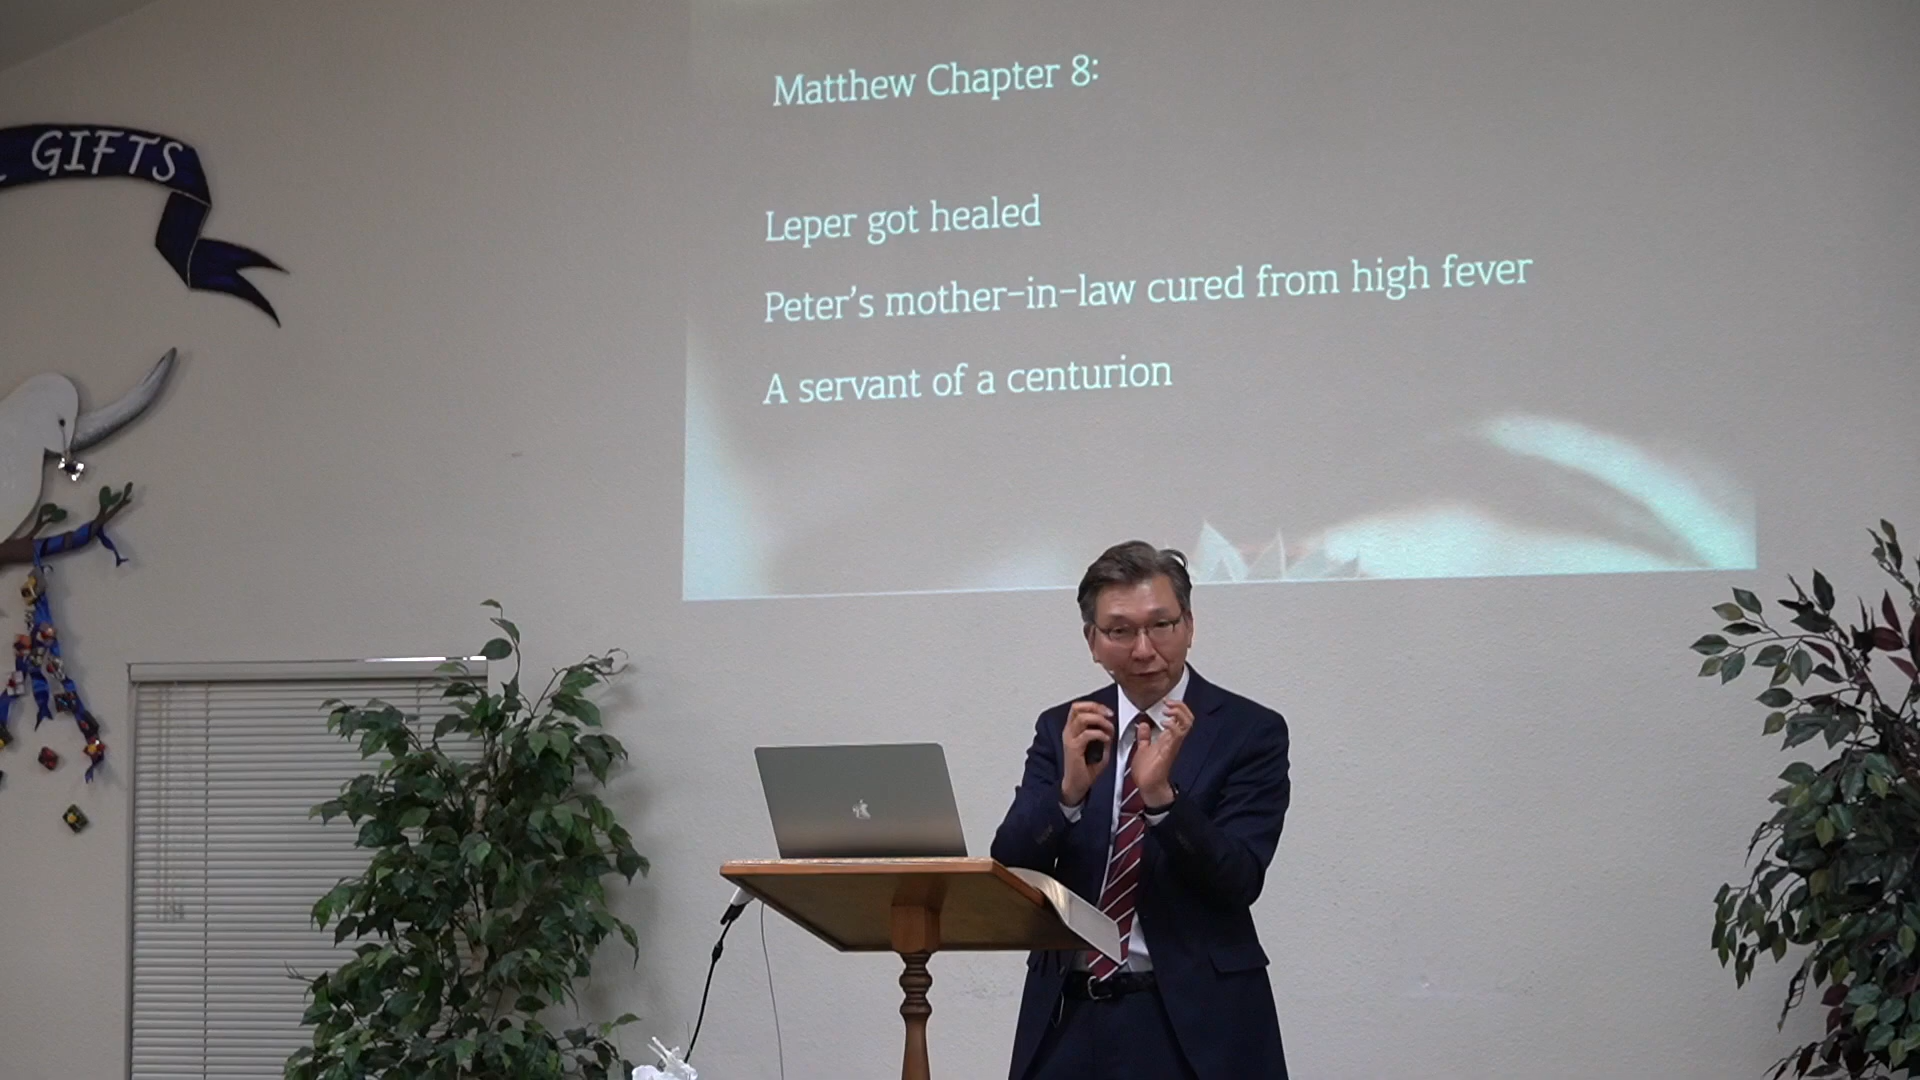 GIFTS
Matthew Chapter 8:
Leper got healed
Peter's mother-in-law cured from high fever
A servant of a centurion